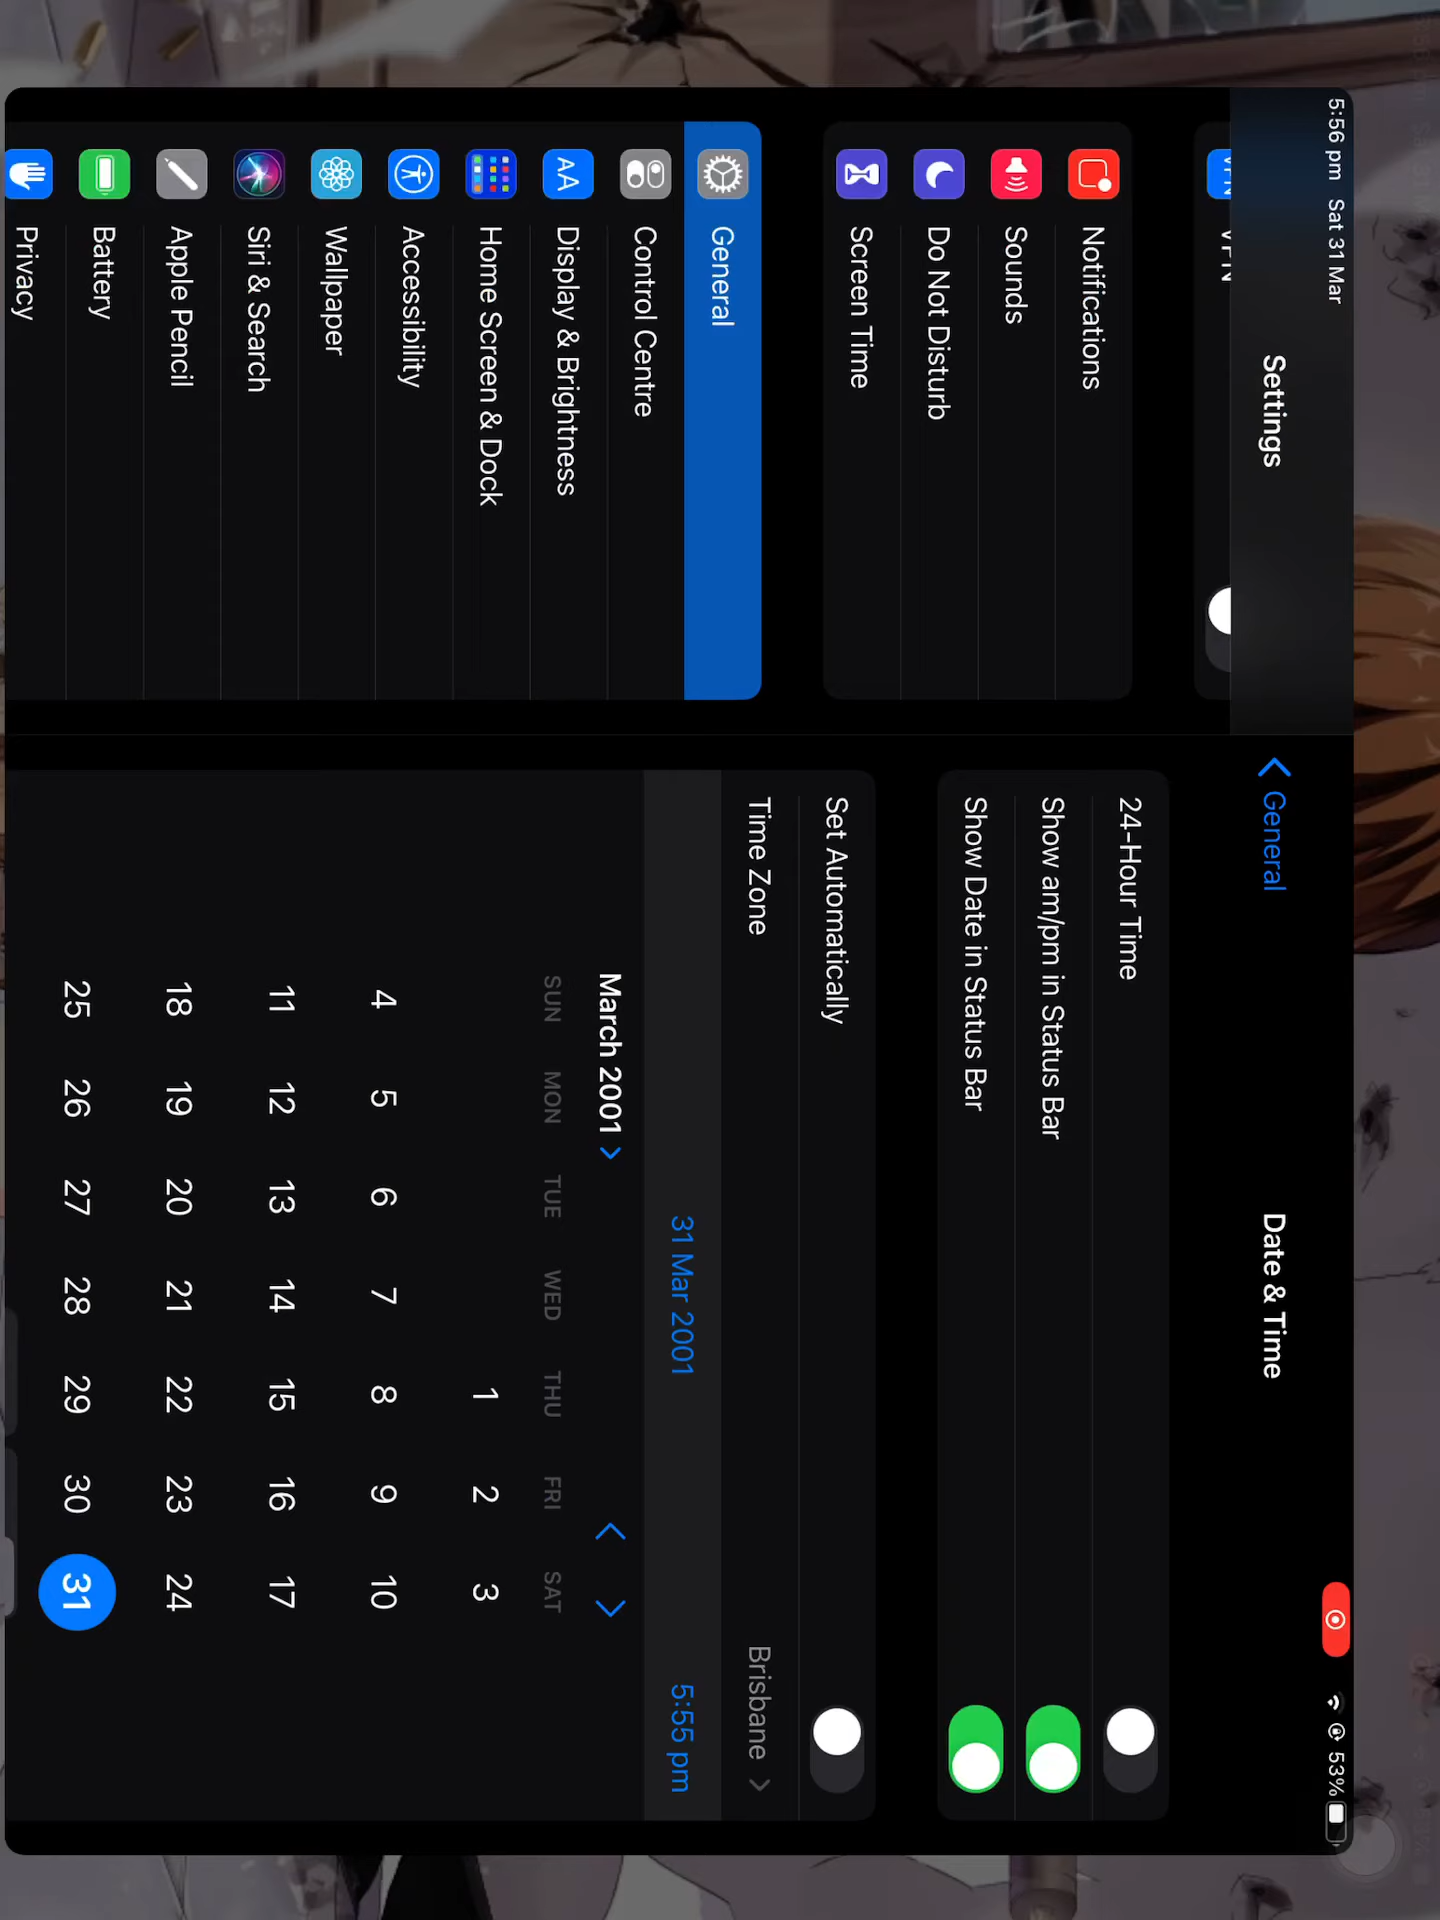 5:56 pm Sat 31 Mar
53%
Settings
Notifications
Sounds
Do Not Disturb
Screen Time
General
Control Centre
AA
Display & Brightness
Home Screen & Dock
Accessibility
Wallpaper
Siri & Search
Apple Pencil
Battery
Privacy
General
Date & Time
24-Hour Time
Show am/pm in Status Bar
Show Date in Status Bar
Set Automatically
Time Zone Brisbane
31 Mar 2001 5:55 pm
March 2001
SUN MON TUE WED THU FRI SAT
1 2 3
4 5 6 7 8 9 10
11 12 13 14 15 16 17
18 19 20 21 22 23 24
25 26 27 28 29 30 31